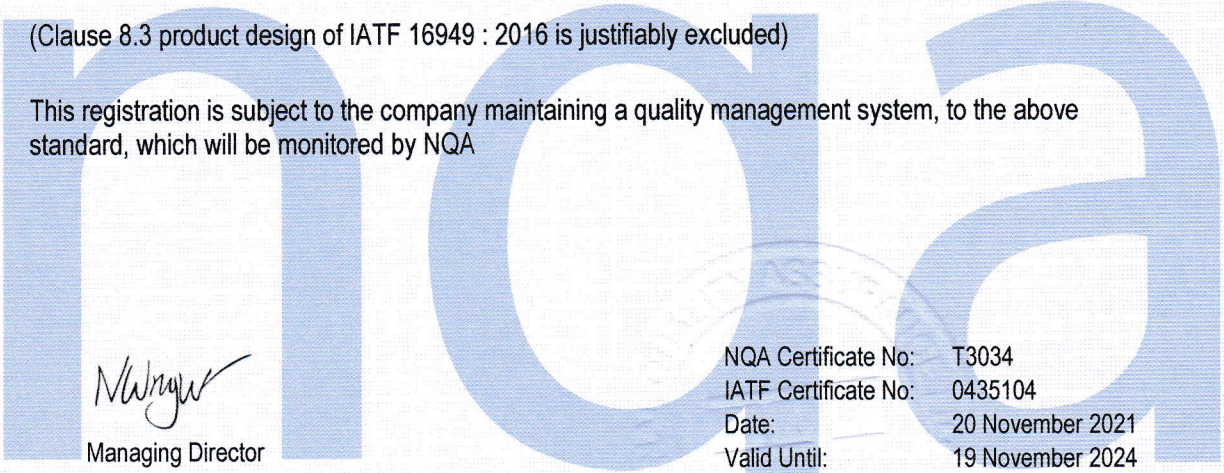 (Clause 8.3 product design of IATF 16949 : 2016 is justifiably excluded)
This registration is subject to the company maintaining a quality management system, to the above
standard, which will be monitored by NQA
nqa
NQA Certificate No: T3034
IATF Certificate No: 0435104
Date: 20 November 2021
Valid Until: 19 November 2024
Managing Director